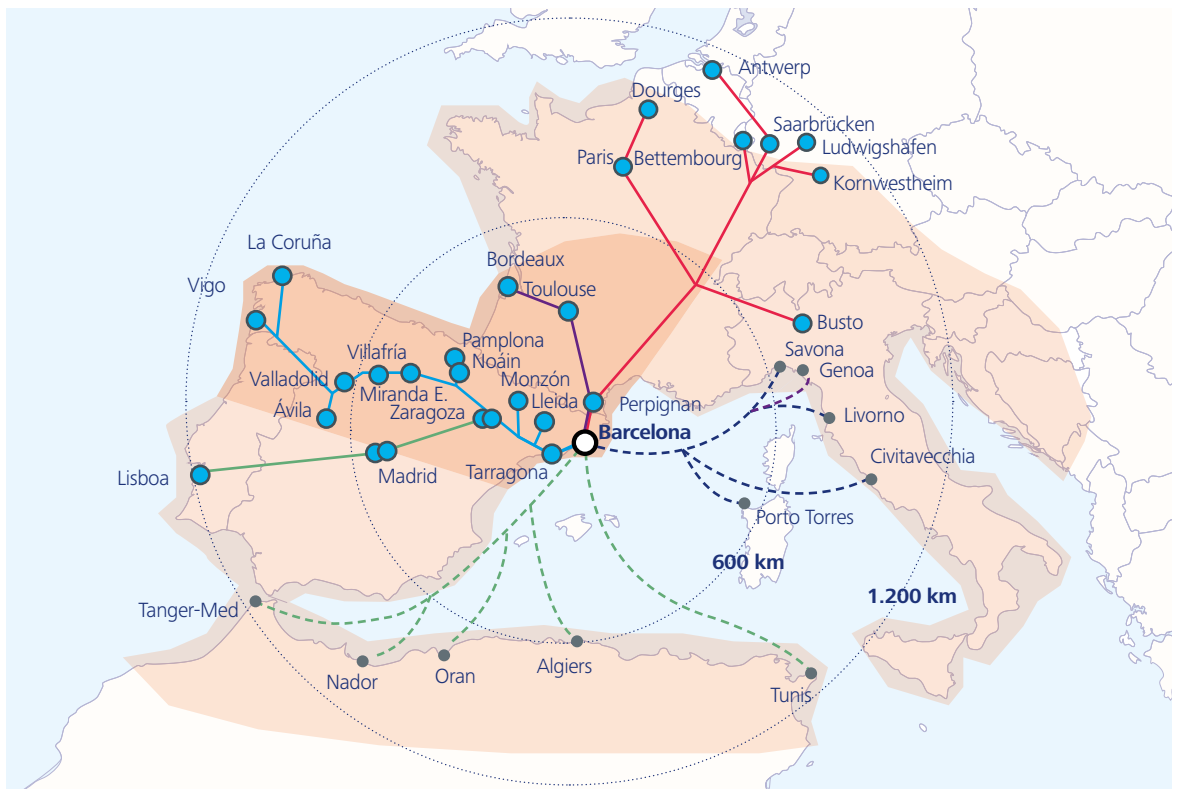 Antwerp
Dourges
Saarbrücken
Ludwigshafen
Paris
Bettembourg
Kornwestheim
La Coruña
Bordeaux
Vigo
Toulouse
Busto
Pamplona
Villafría
Savona
Noáin
Genoa
Valladolid
Monzón
Miranda E.
Lleida
Ávila
Zaragoza
Perpignan
Livorno
Barcelona
Civitavecchia
Lisboa
Madrid
Tarragona
Porto Torres
600 km
1.200 km
Tanger-Med
Algiers
Nador
Oran
Tunis